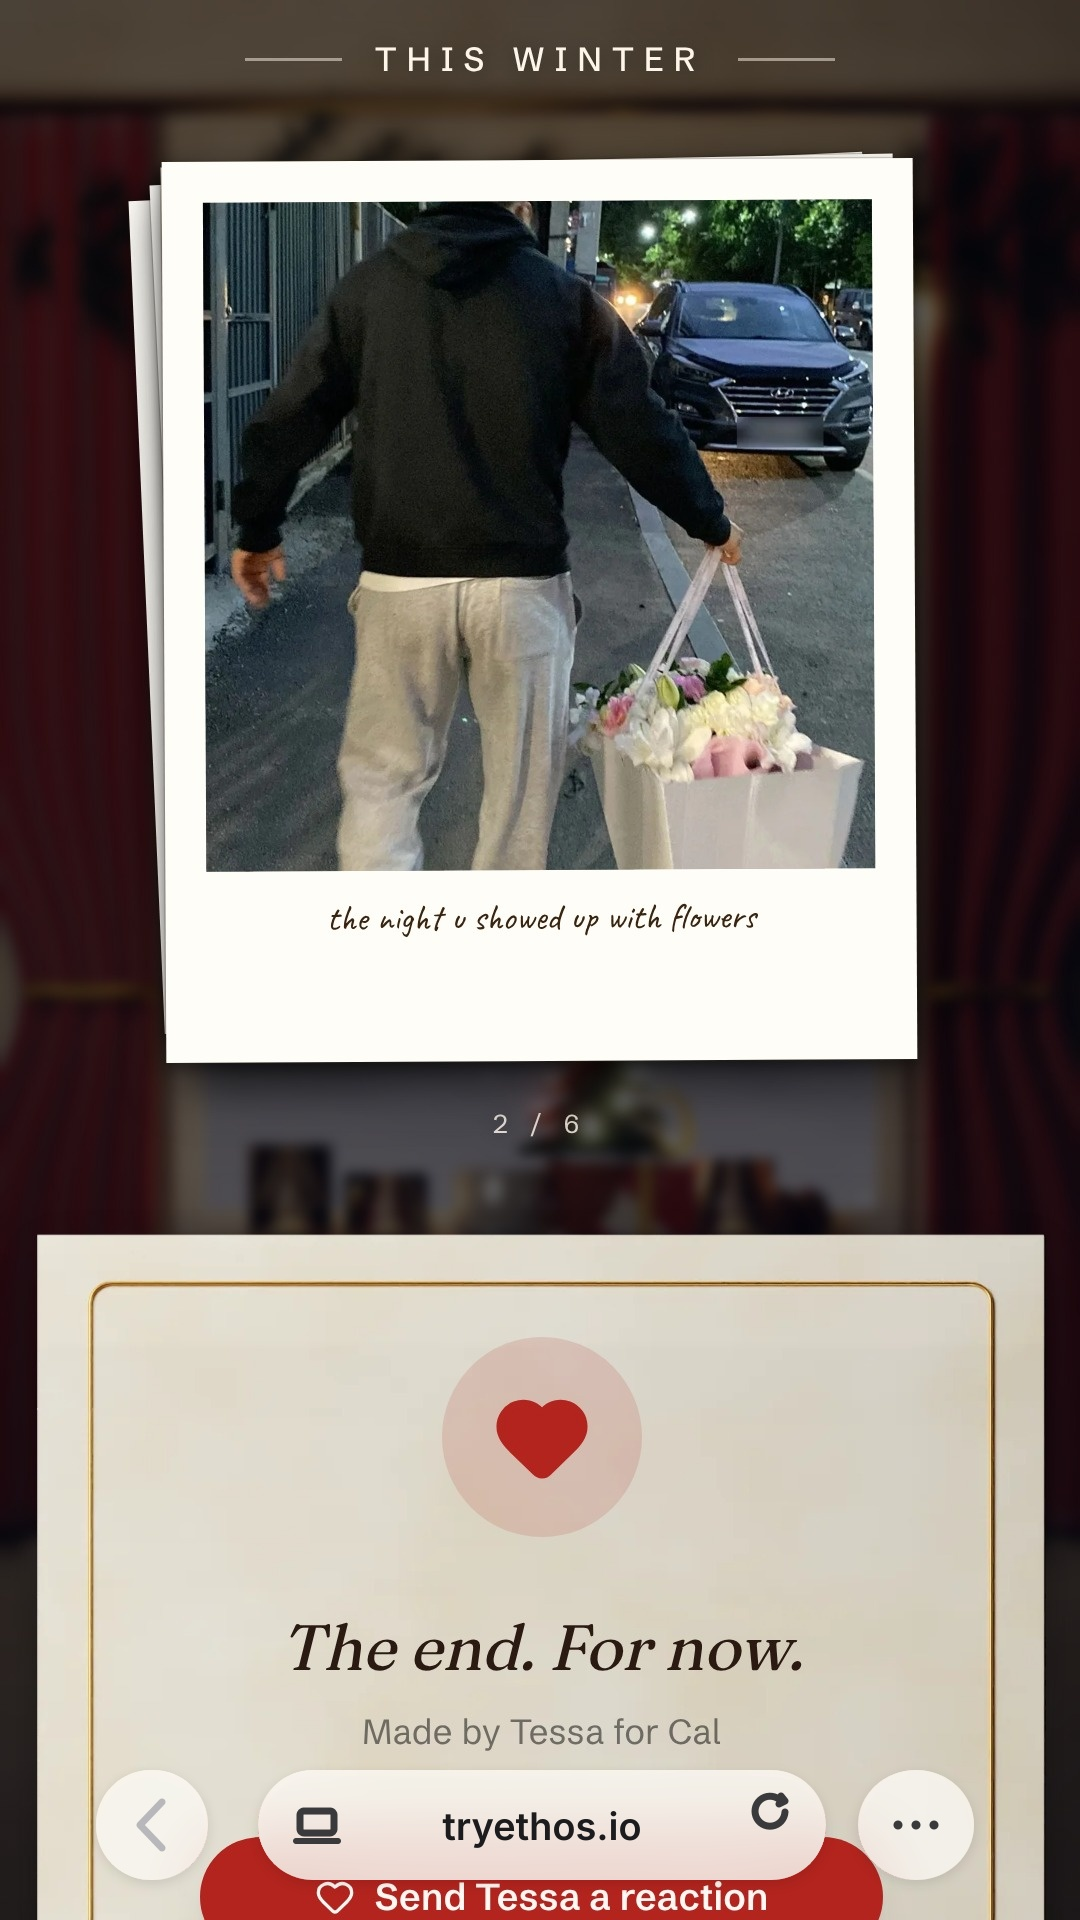 THIS WINTER
the night u showed up with flowers
2 / 6
The end. For now.
Made by Tessa for Cal
tryethos.io
Send Tessa a reaction